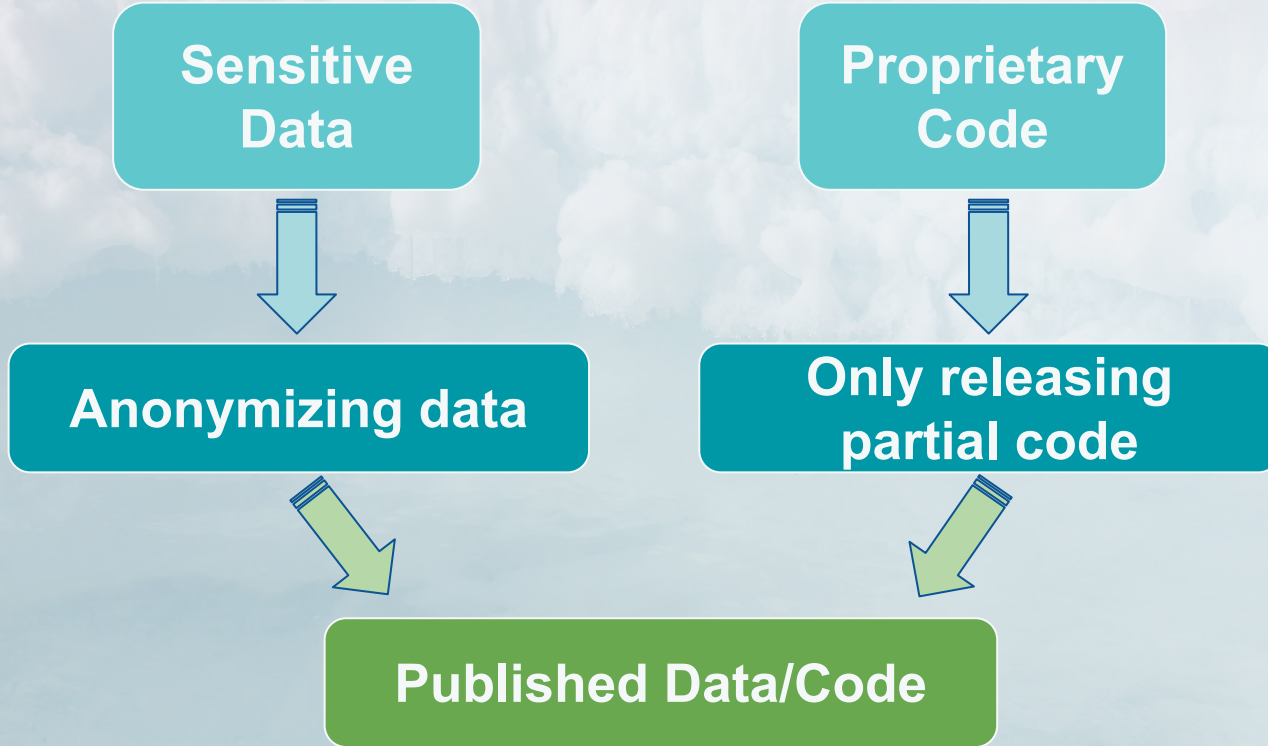 Sensitive
Data
Proprietary
Code
Anonymizing data
Only releasing
partial code
Published Data/Code